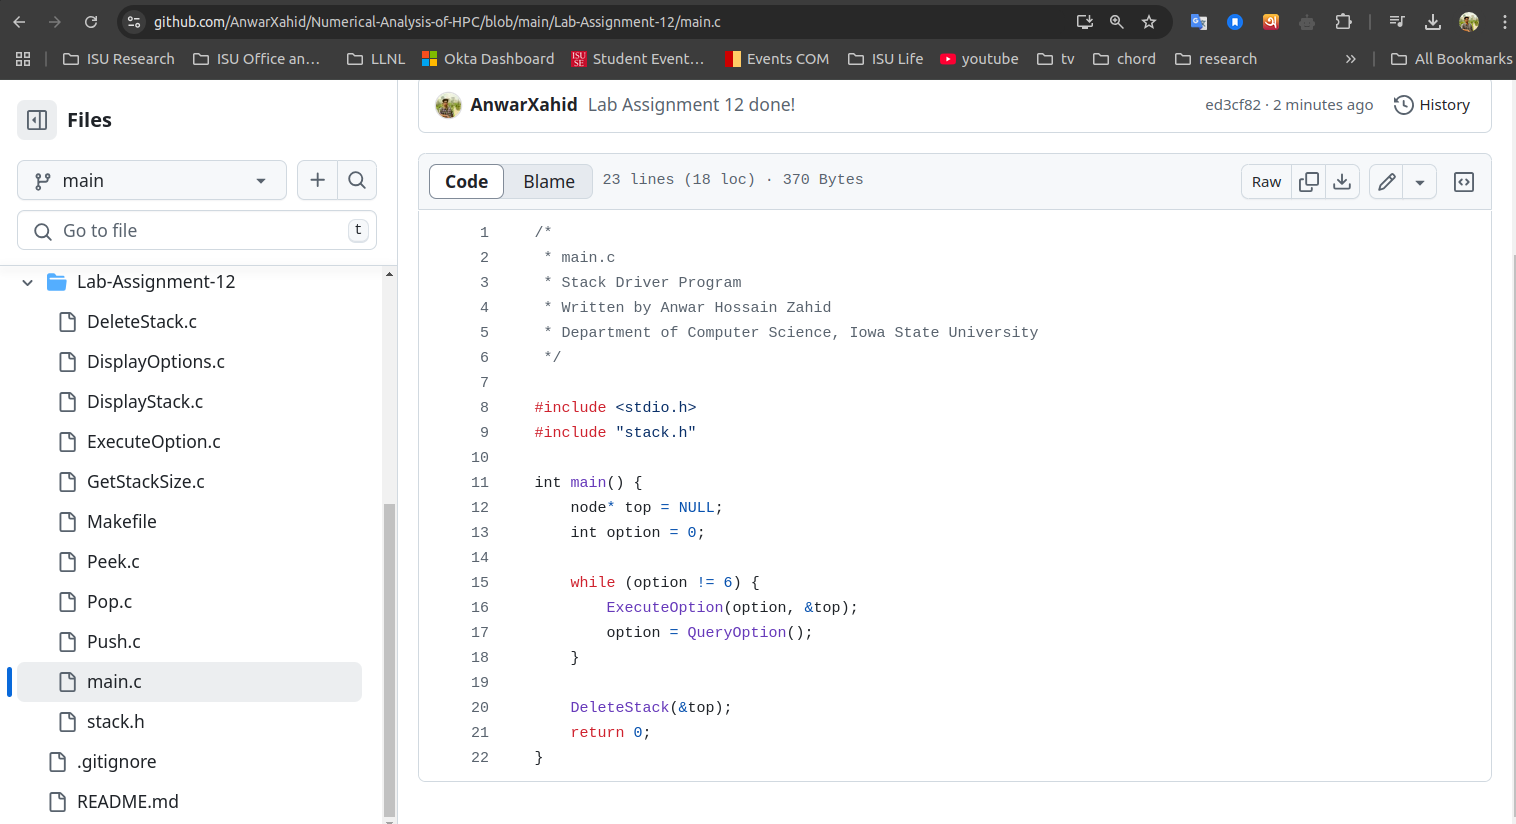 github.com/AnwarXahid/Numerical-Analysis-of-HPC/blob/main/Lab-Assignment-12/main.c
ISU Research ISU Office an... LLNL Okta Dashboard Student Event... Events COM ISU Life youtube tv chord research » All Bookmarks
Files
main
Go to file t
Lab-Assignment-12
DeleteStack.c
DisplayOptions.c
DisplayStack.c
ExecuteOption.c
GetStackSize.c
Makefile
Peek.c
Pop.c
Push.c
main.c
stack.h
.gitignore
README.md
AnwarXahid Lab Assignment 12 done! ed3cf82 · 2 minutes ago History
Code Blame 23 lines (18 loc) · 370 Bytes Raw
1 /*
2 * main.c
3 * Stack Driver Program
4 * Written by Anwar Hossain Zahid
5 * Department of Computer Science, Iowa State University
6 */
7
8 #include <stdio.h>
9 #include "stack.h"
10
11 int main() {
12 node* top = NULL;
13 int option = 0;
14
15 while (option != 6) {
16 ExecuteOption(option, &top);
17 option = QueryOption();
18 }
19
20 DeleteStack(&top);
21 return 0;
22 }